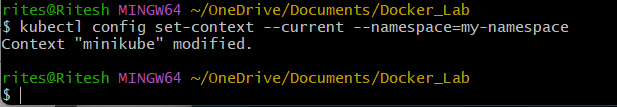 rites@Ritesh MINGW64 ~/OneDrive/Documents/Docker_Lab
$ kubectl config set-context --current --namespace=my-namespace
Context "minikube" modified.
rites@Ritesh MINGW64 ~/OneDrive/Documents/Docker_Lab
$